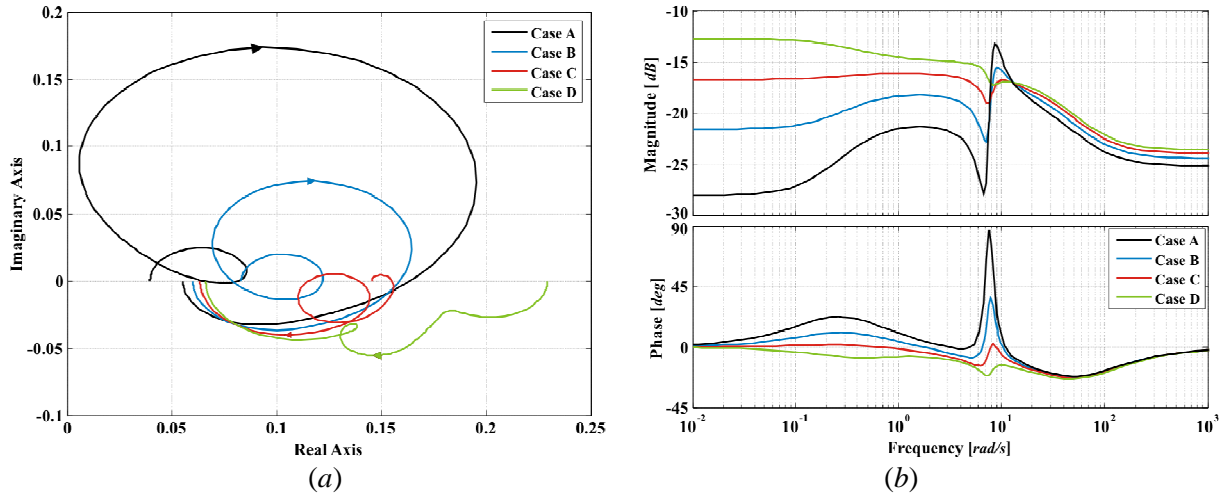 0.2
0.15
0.1
0.05
0
-0.05
-0.1
0
0.05
0.1
0.15
0.2
0.25
Imaginary Axis
Real Axis
Case A
Case B
Case C
Case D
(a)
-10
-15
-20
-25
-30
Magnitude [dB]
90
45
0
-45
Phase [deg]
Case A
Case B
Case C
Case D
10^-2
10^-1
10^0
10^1
10^2
10^3
Frequency [rad/s]
(b)